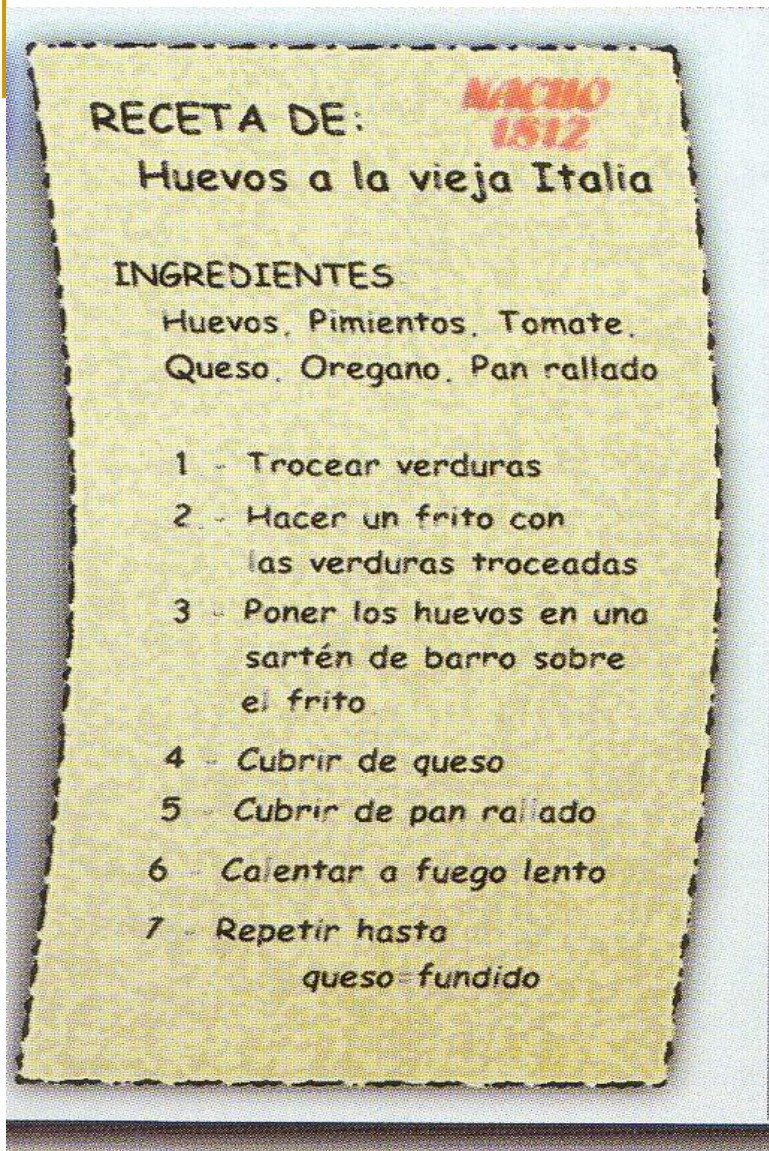 RECETA DE:
NACHO
1812
Huevos a la vieja Italia
INGREDIENTES
Huevos, Pimientos, Tomate,
Queso, Oregano, Pan rallado
1 - Trocear verduras
2 - Hacer un frito con
las verduras troceadas
3 - Poner los huevos en una
sartén de barro sobre
el frito
4 - Cubrir de queso
5 - Cubrir de pan rallado
6 - Calentar a fuego lento
7 - Repetir hasta
queso=fundido